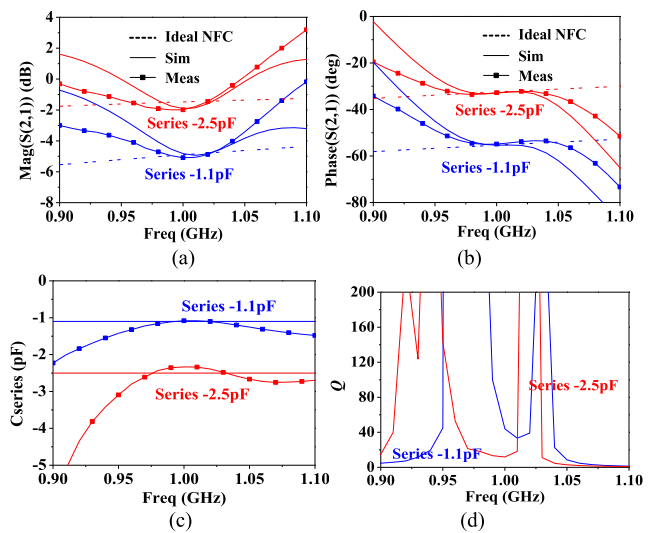 4
2
0
-2
-4
-6
-8
Mag(S(2,1)) (dB)
Ideal NFC
Sim
Meas
Series -2.5pF
Series -1.1pF
0.90 0.95 1.00 1.05 1.10
Freq (GHz)
(a)
0
-20
-40
-60
-80
Phase(S(2,1)) (deg)
Ideal NFC
Sim
Meas
Series -2.5pF
Series -1.1pF
0.90 0.95 1.00 1.05 1.10
Freq (GHz)
(b)
0
-1
-2
-3
-4
-5
Cseries (pF)
Series -1.1pF
Series -2.5pF
0.90 0.95 1.00 1.05 1.10
Freq (GHz)
(c)
200
160
120
80
40
0
Q
Series -2.5pF
Series -1.1pF
0.90 0.95 1.00 1.05 1.10
Freq (GHz)
(d)